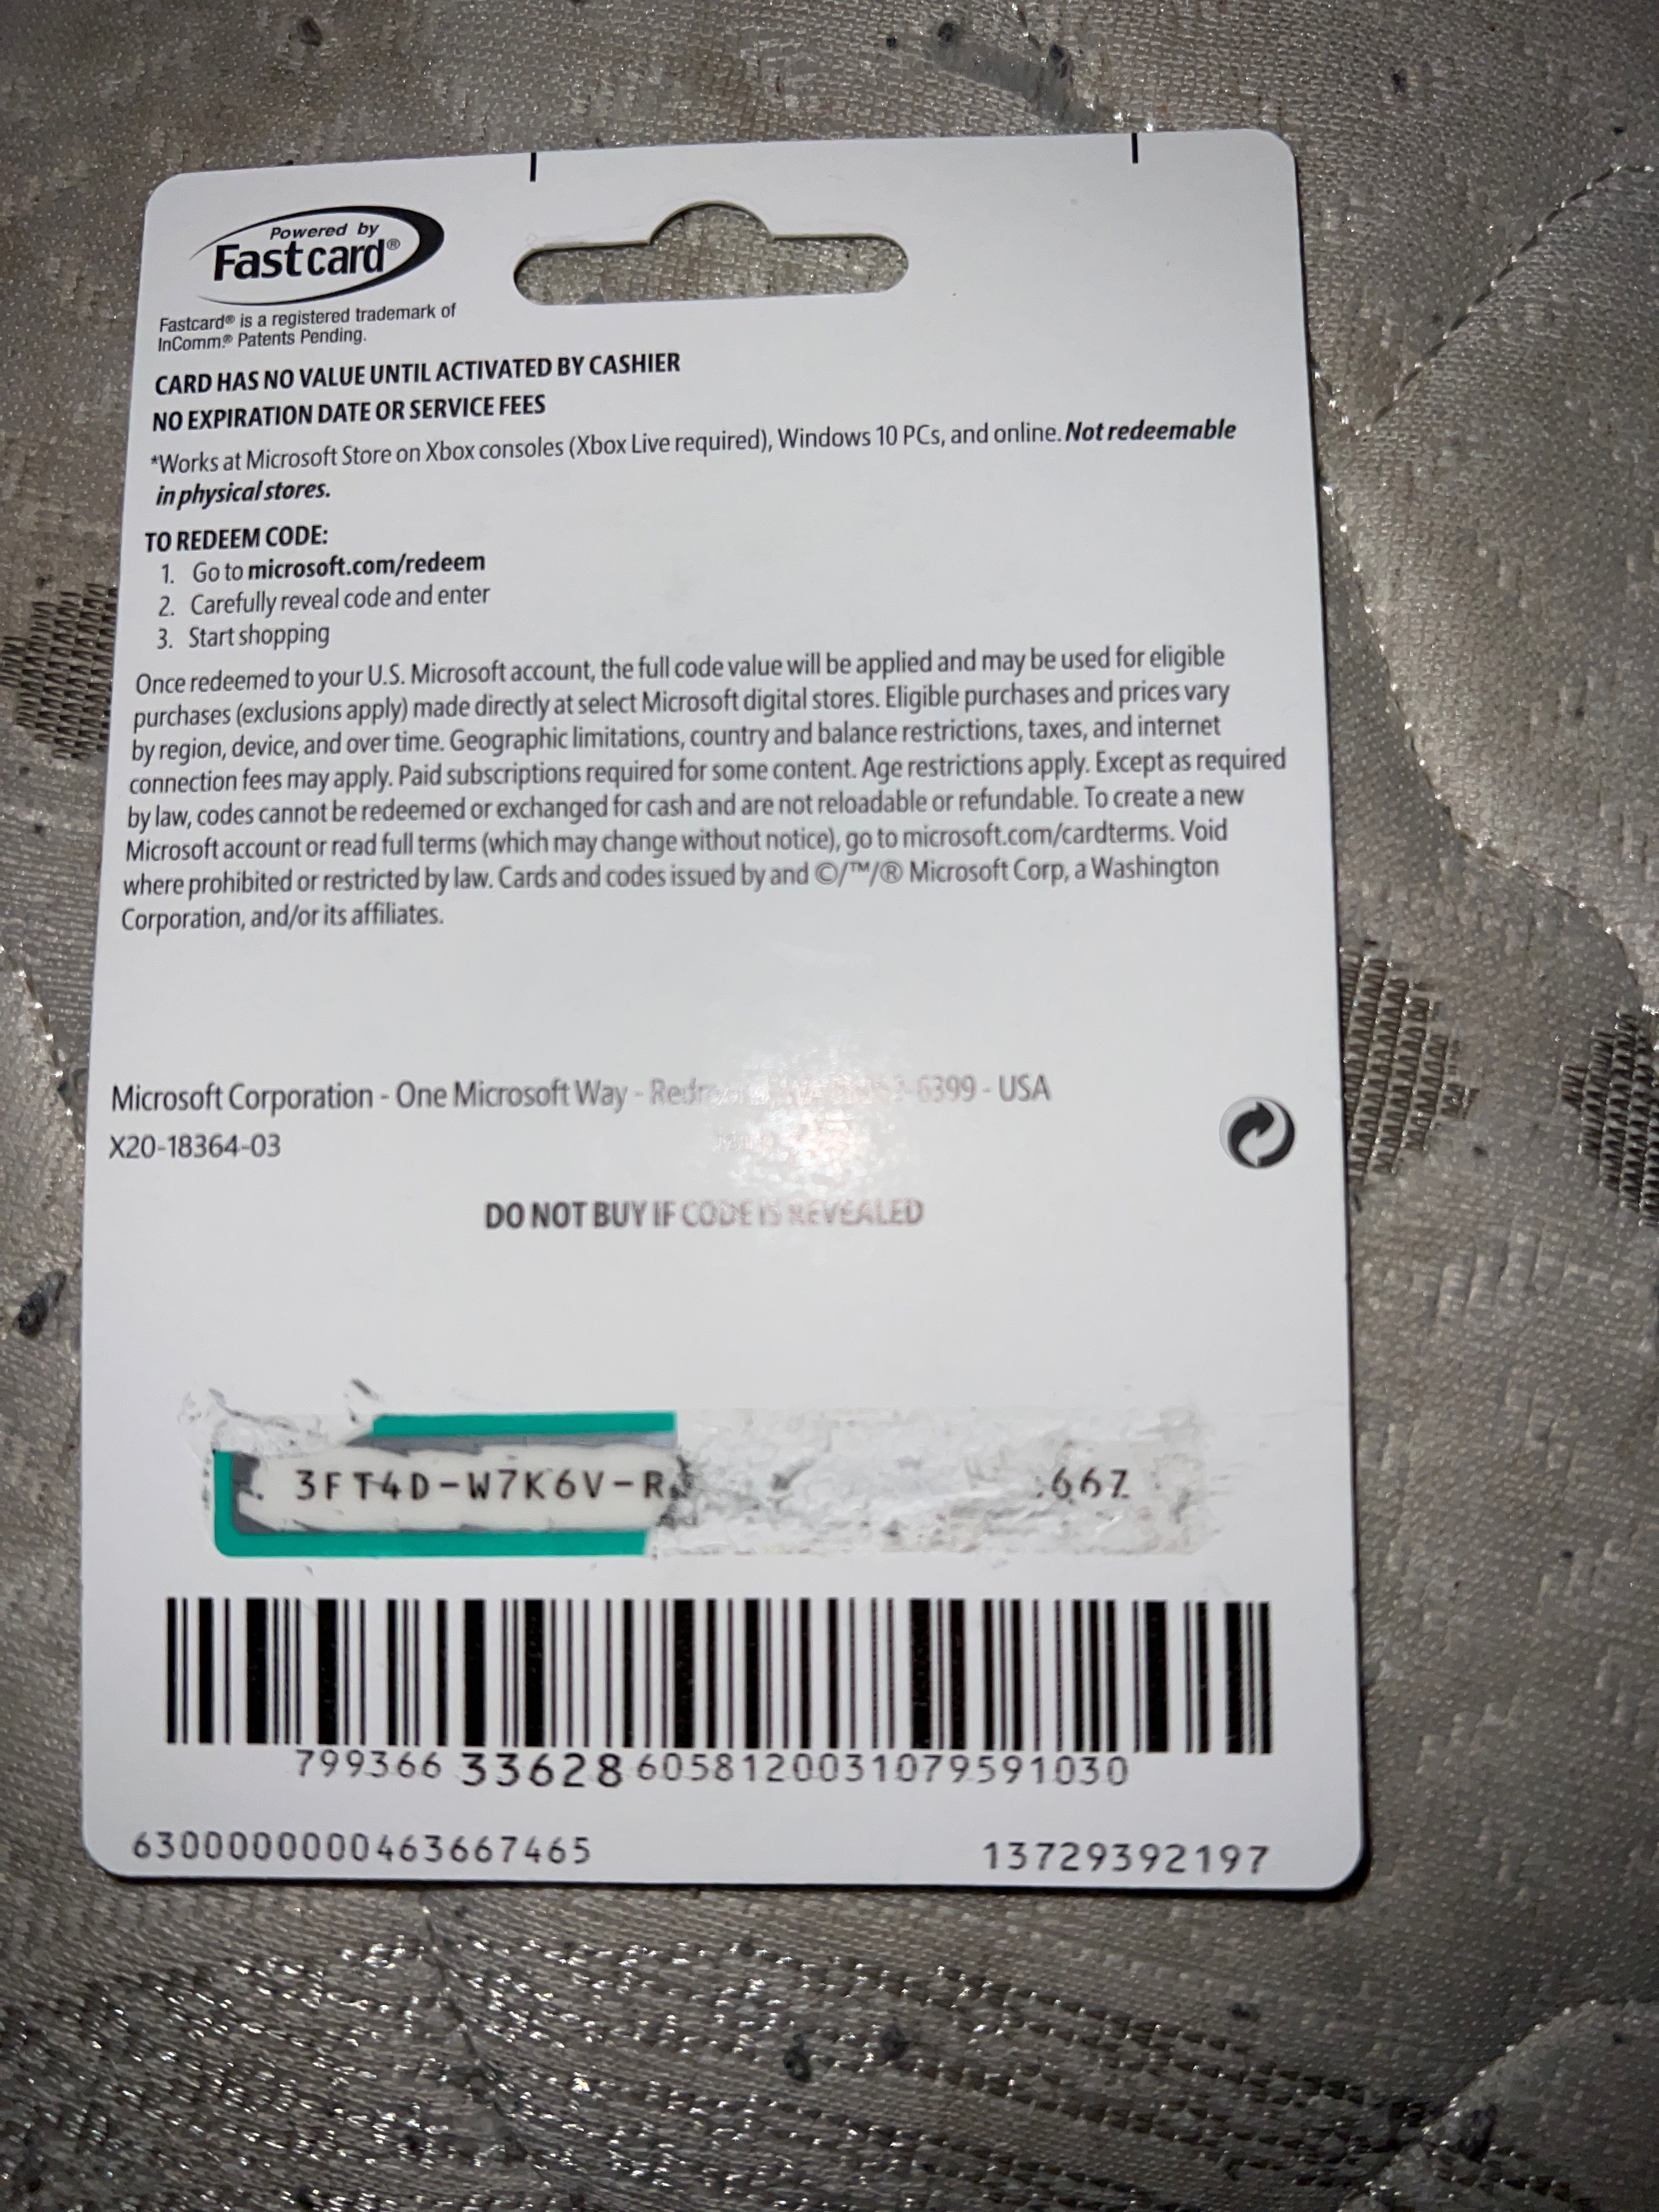 Powered by
Fastcard®
Fastcard® is a registered trademark of
InComm.® Patents Pending.
CARD HAS NO VALUE UNTIL ACTIVATED BY CASHIER
NO EXPIRATION DATE OR SERVICE FEES
*Works at Microsoft Store on Xbox consoles (Xbox Live required), Windows 10 PCs, and online. Not redeemable
in physical stores.
TO REDEEM CODE:
1. Go to microsoft.com/redeem
2. Carefully reveal code and enter
3. Start shopping
Once redeemed to your U.S. Microsoft account, the full code value will be applied and may be used for eligible
purchases (exclusions apply) made directly at select Microsoft digital stores. Eligible purchases and prices vary
by region, device, and over time. Geographic limitations, country and balance restrictions, taxes, and internet
connection fees may apply. Paid subscriptions required for some content. Age restrictions apply. Except as required
by law, codes cannot be redeemed or exchanged for cash and are not reloadable or refundable. To create a new
Microsoft account or read full terms (which may change without notice), go to microsoft.com/cardterms. Void
where prohibited or restricted by law. Cards and codes issued by and ©/™/® Microsoft Corp, a Washington
Corporation, and/or its affiliates.
Microsoft Corporation - One Microsoft Way - -6399 - USA
X20-18364-03
DO NOT BUY IF CODE IS REVEALED
3FT4D-W7K6V-R 66Z
799366 33628 6058120031079591030
6300000000463667465
13729392197